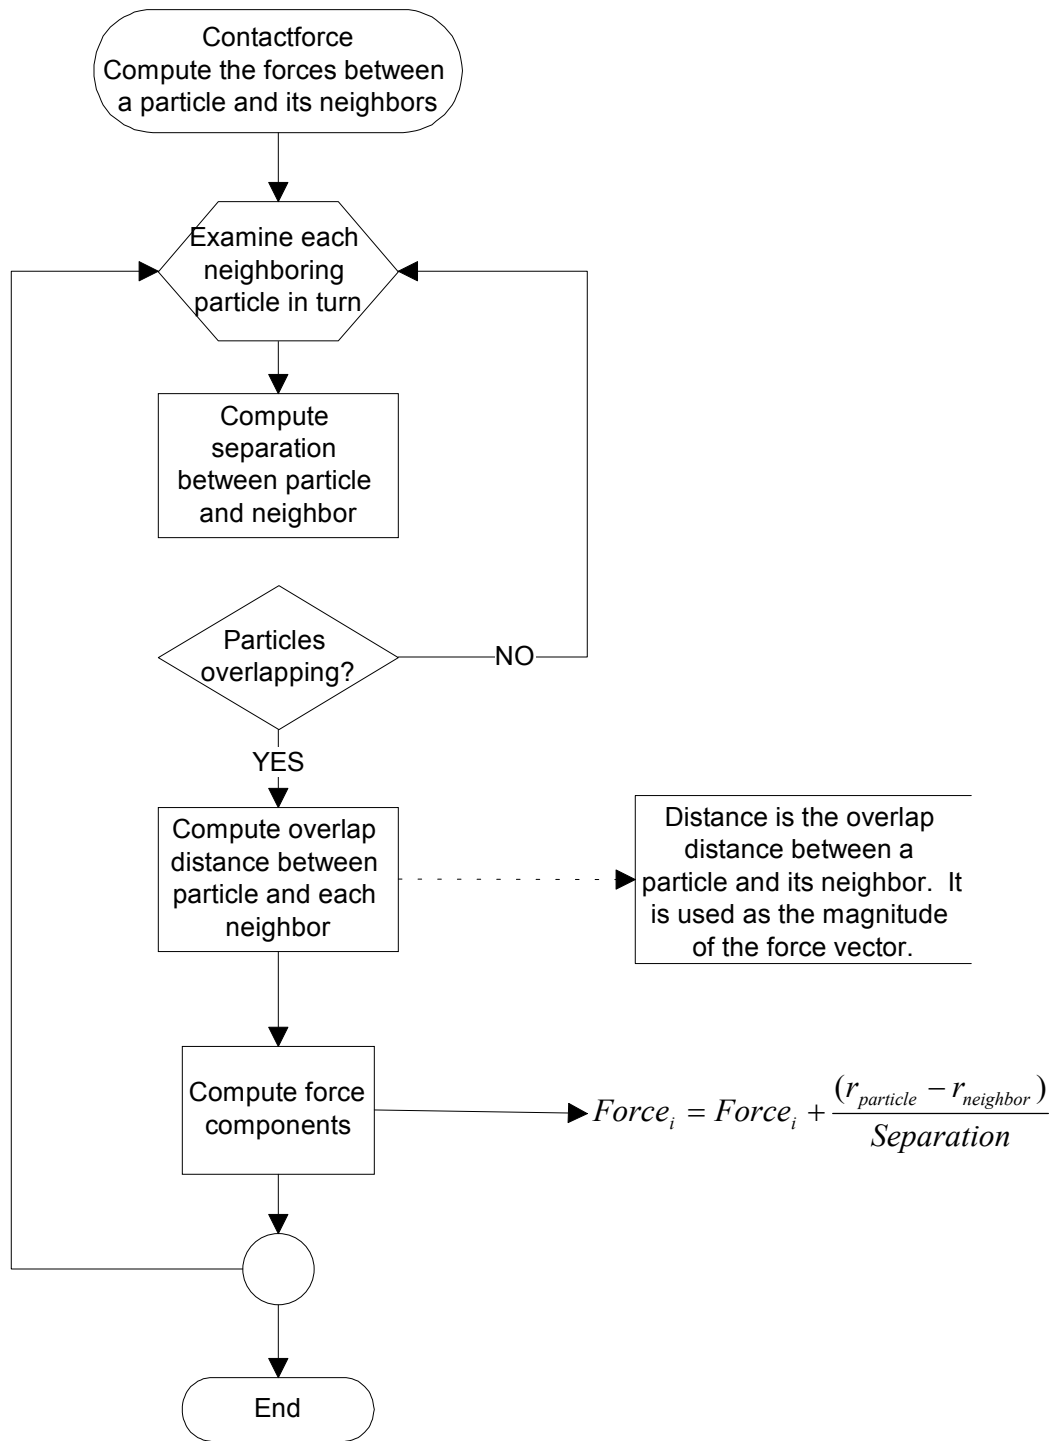 Contactforce
Compute the forces between
a particle and its neighbors
Examine each
neighboring
particle in turn
Compute
separation
between particle
and neighbor
Particles
overlapping?
NO
YES
Compute overlap
distance between
particle and each
neighbor
Distance is the overlap
distance between a
particle and its neighbor.  It
is used as the magnitude
of the force vector.
Compute force
components
Force_i = Force_i + (r_particle − r_neighbor) / Separation
End